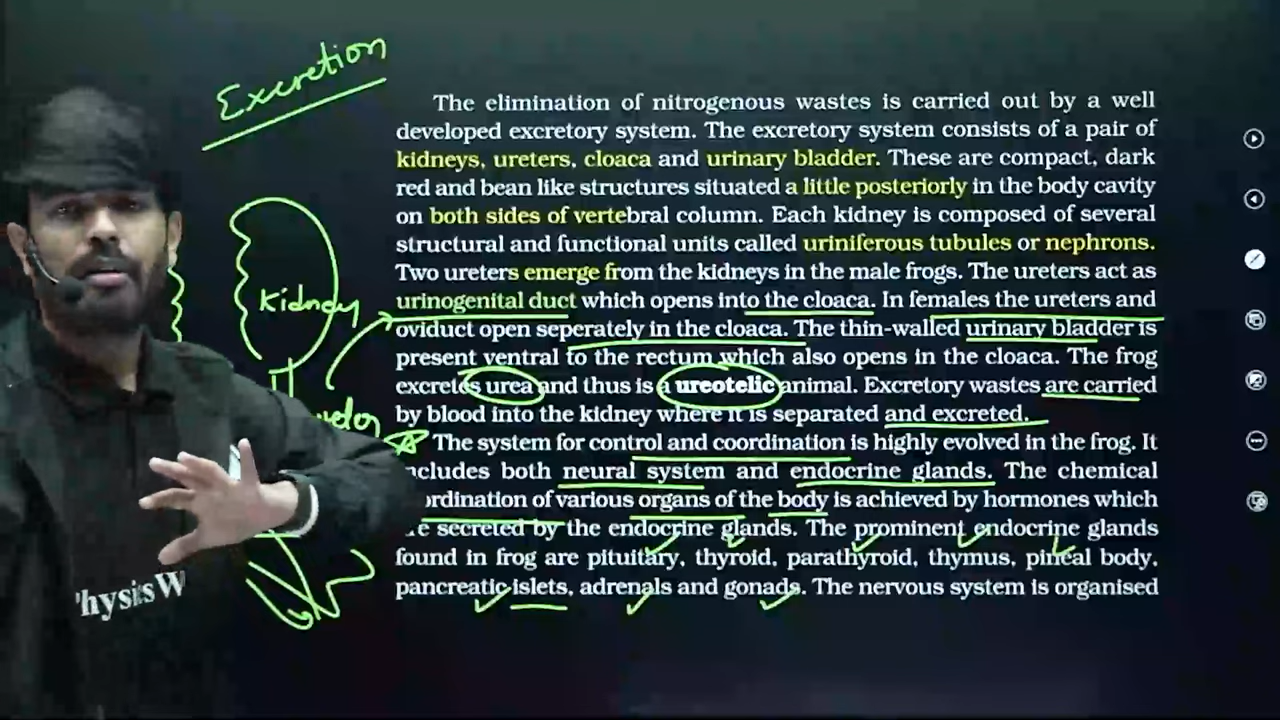 Excretion
The elimination of nitrogenous wastes is carried out by a well
developed excretory system. The excretory system consists of a pair of
kidneys, ureters, cloaca and urinary bladder. These are compact, dark
red and bean like structures situated a little posteriorly in the body cavity
on both sides of vertebral column. Each kidney is composed of several
structural and functional units called uriniferous tubules or nephrons.
Two ureters emerge from the kidneys in the male frogs. The ureters act as
urinogenital duct which opens into the cloaca. In females the ureters and
oviduct open seperately in the cloaca. The thin-walled urinary bladder is
present ventral to the rectum which also opens in the cloaca. The frog
excretes urea and thus is a ureotelic animal. Excretory wastes are carried
by blood into the kidney where it is separated and excreted.
The system for control and coordination is highly evolved in the frog. It
includes both neural system and endocrine glands. The chemical
ordination of various organs of the body is achieved by hormones which
are secreted by the endocrine glands. The prominent endocrine glands
found in frog are pituitary, thyroid, parathyroid, thymus, pineal body,
pancreatic islets, adrenals and gonads. The nervous system is organised
Kidney